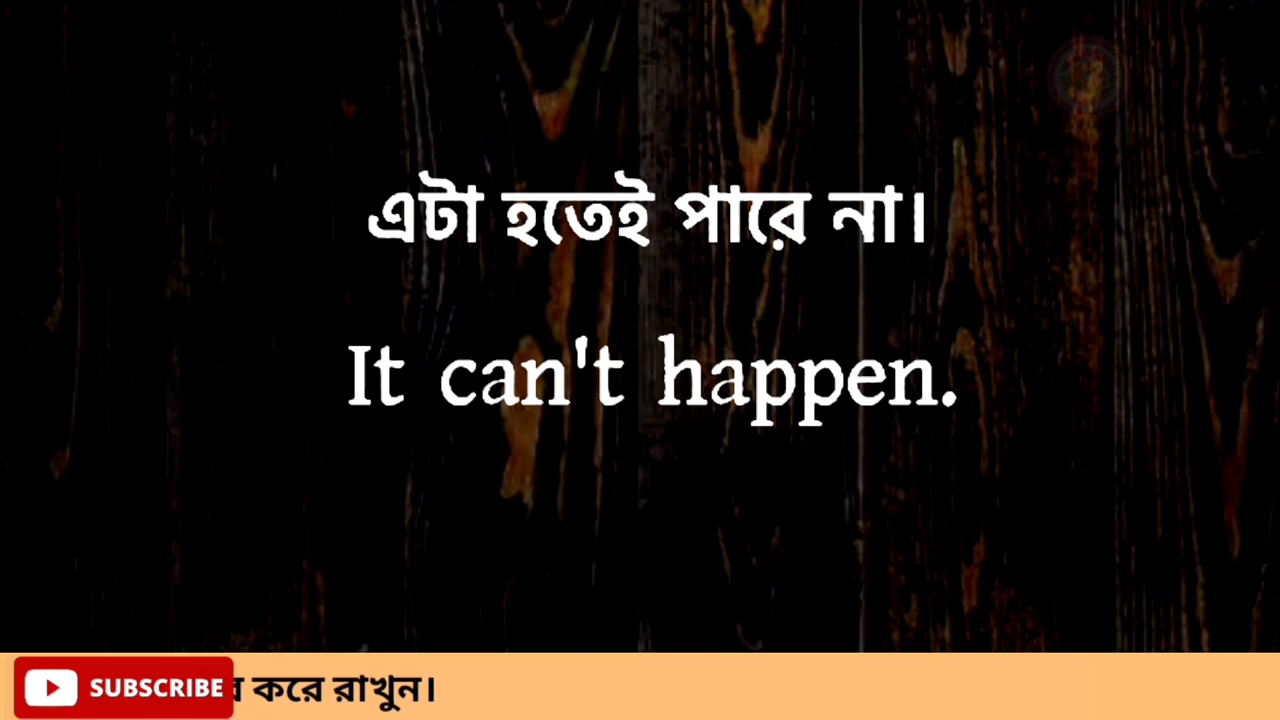 এটা হতেই পারে না।
It can't happen.
SUBSCRIBE করে রাখুন।